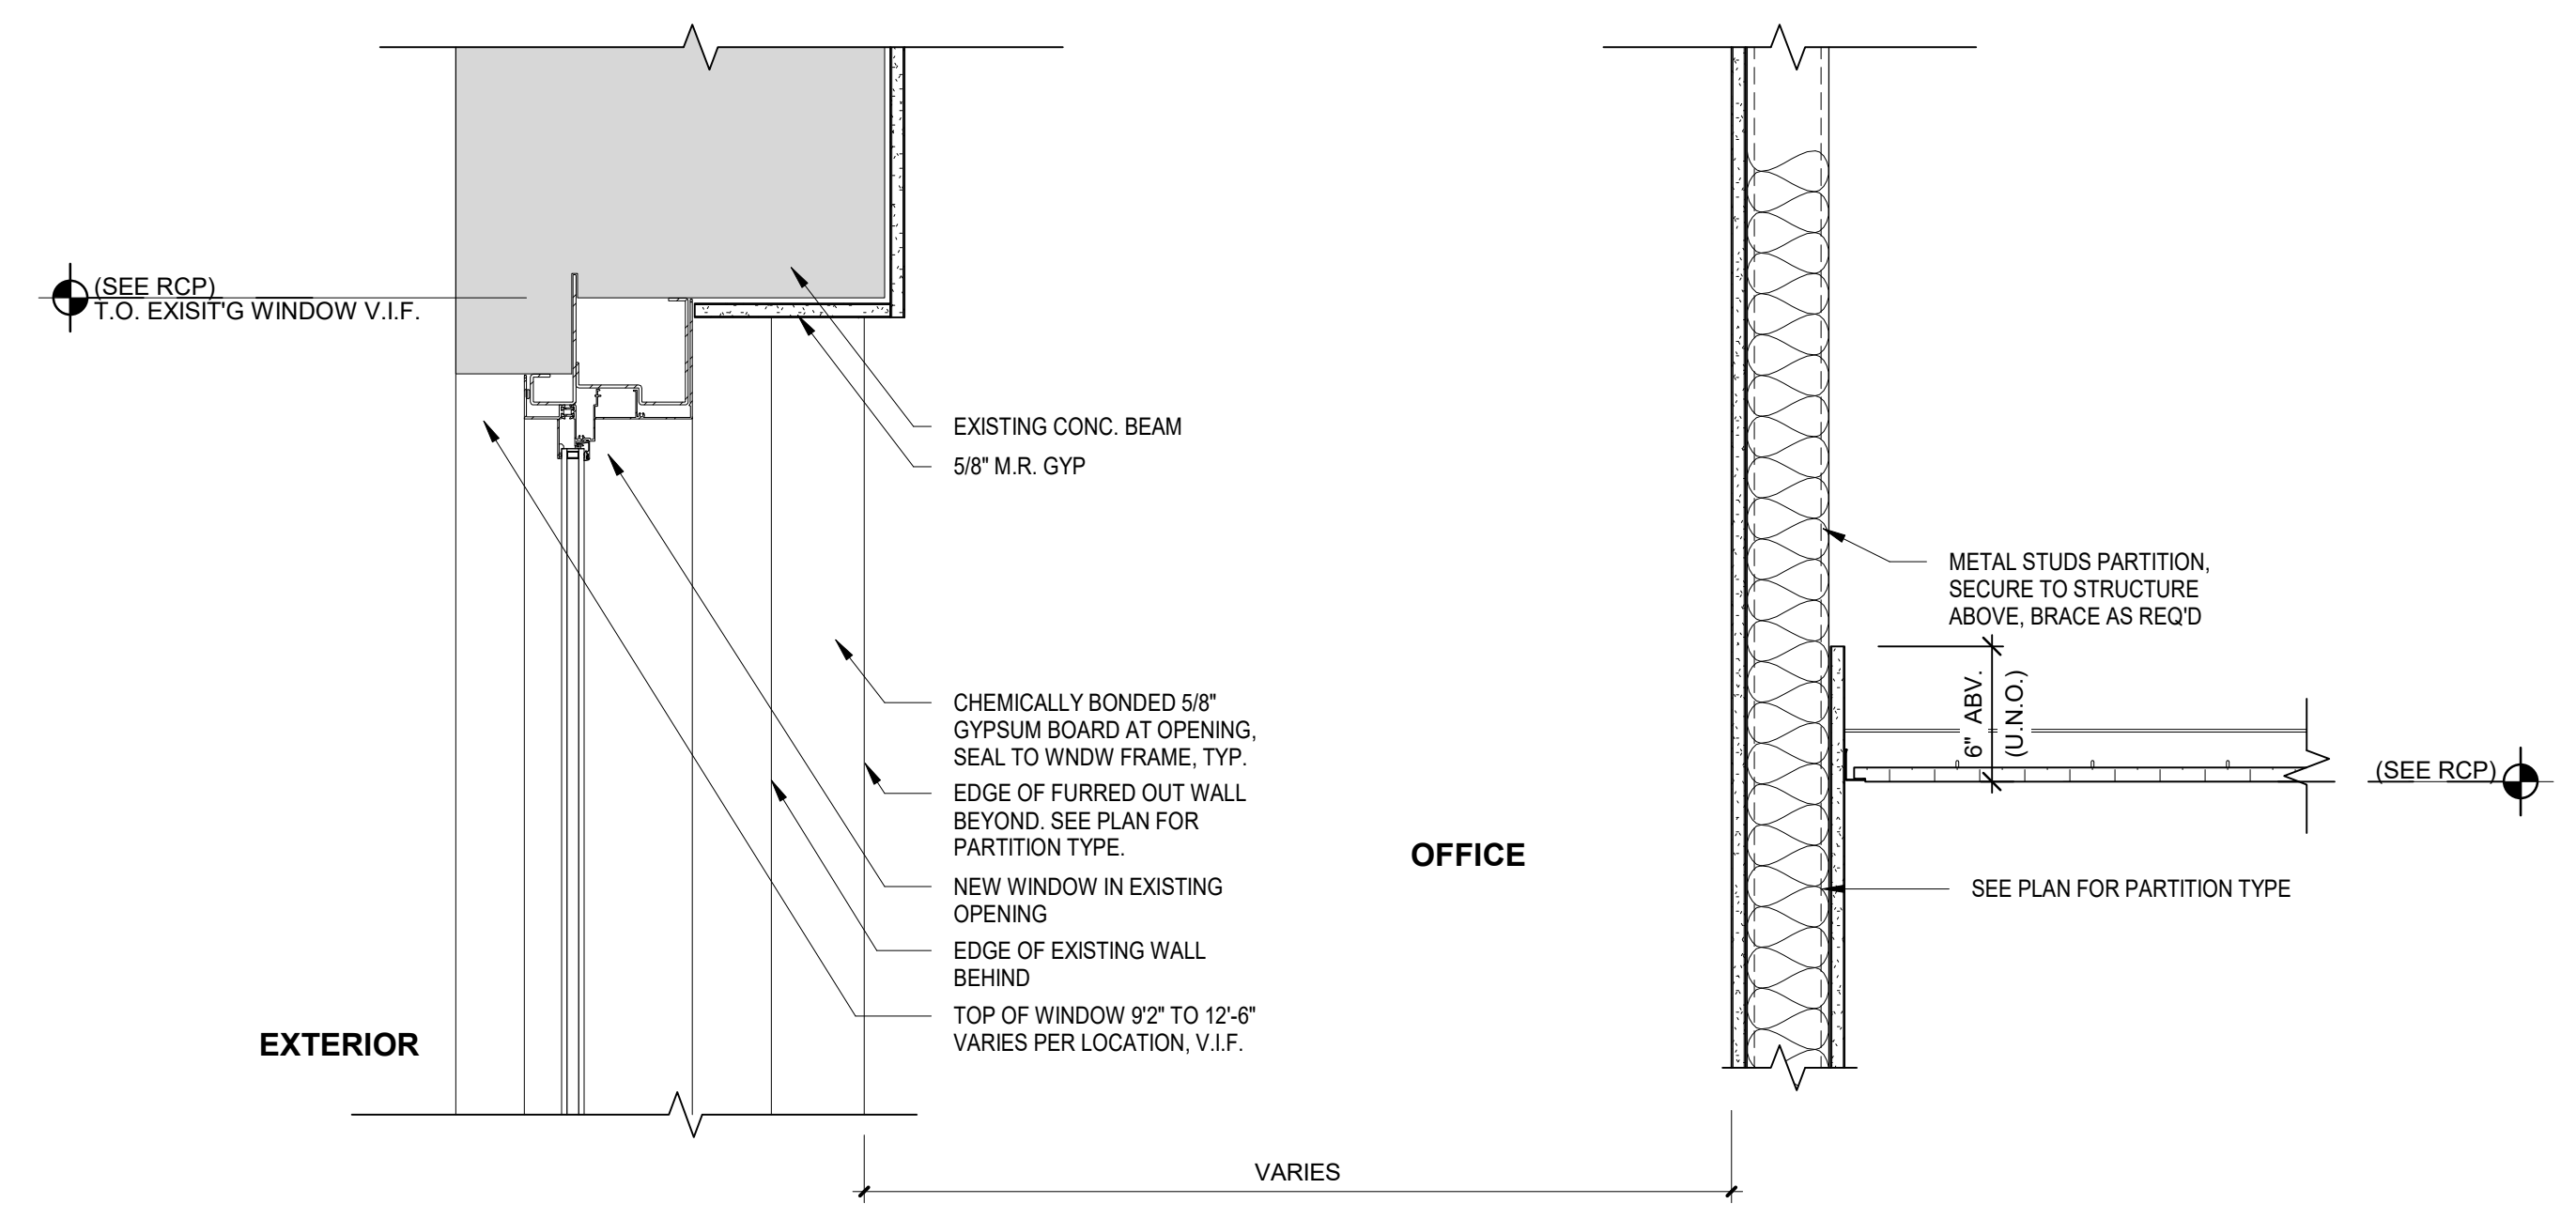 (SEE RCP)
T.O. EXISIT'G WINDOW V.I.F.
EXISTING CONC. BEAM
5/8" M.R. GYP
CHEMICALLY BONDED 5/8"
GYPSUM BOARD AT OPENING,
SEAL TO WNDW FRAME, TYP.
EDGE OF FURRED OUT WALL
BEYOND. SEE PLAN FOR
PARTITION TYPE.
NEW WINDOW IN EXISTING
OPENING
EDGE OF EXISTING WALL
BEHIND
TOP OF WINDOW 9'2" TO 12'-6"
VARIES PER LOCATION, V.I.F.
EXTERIOR
OFFICE
METAL STUDS PARTITION,
SECURE TO STRUCTURE
ABOVE, BRACE AS REQ'D
6" ABV.
(U.N.O.)
(SEE RCP)
SEE PLAN FOR PARTITION TYPE
VARIES